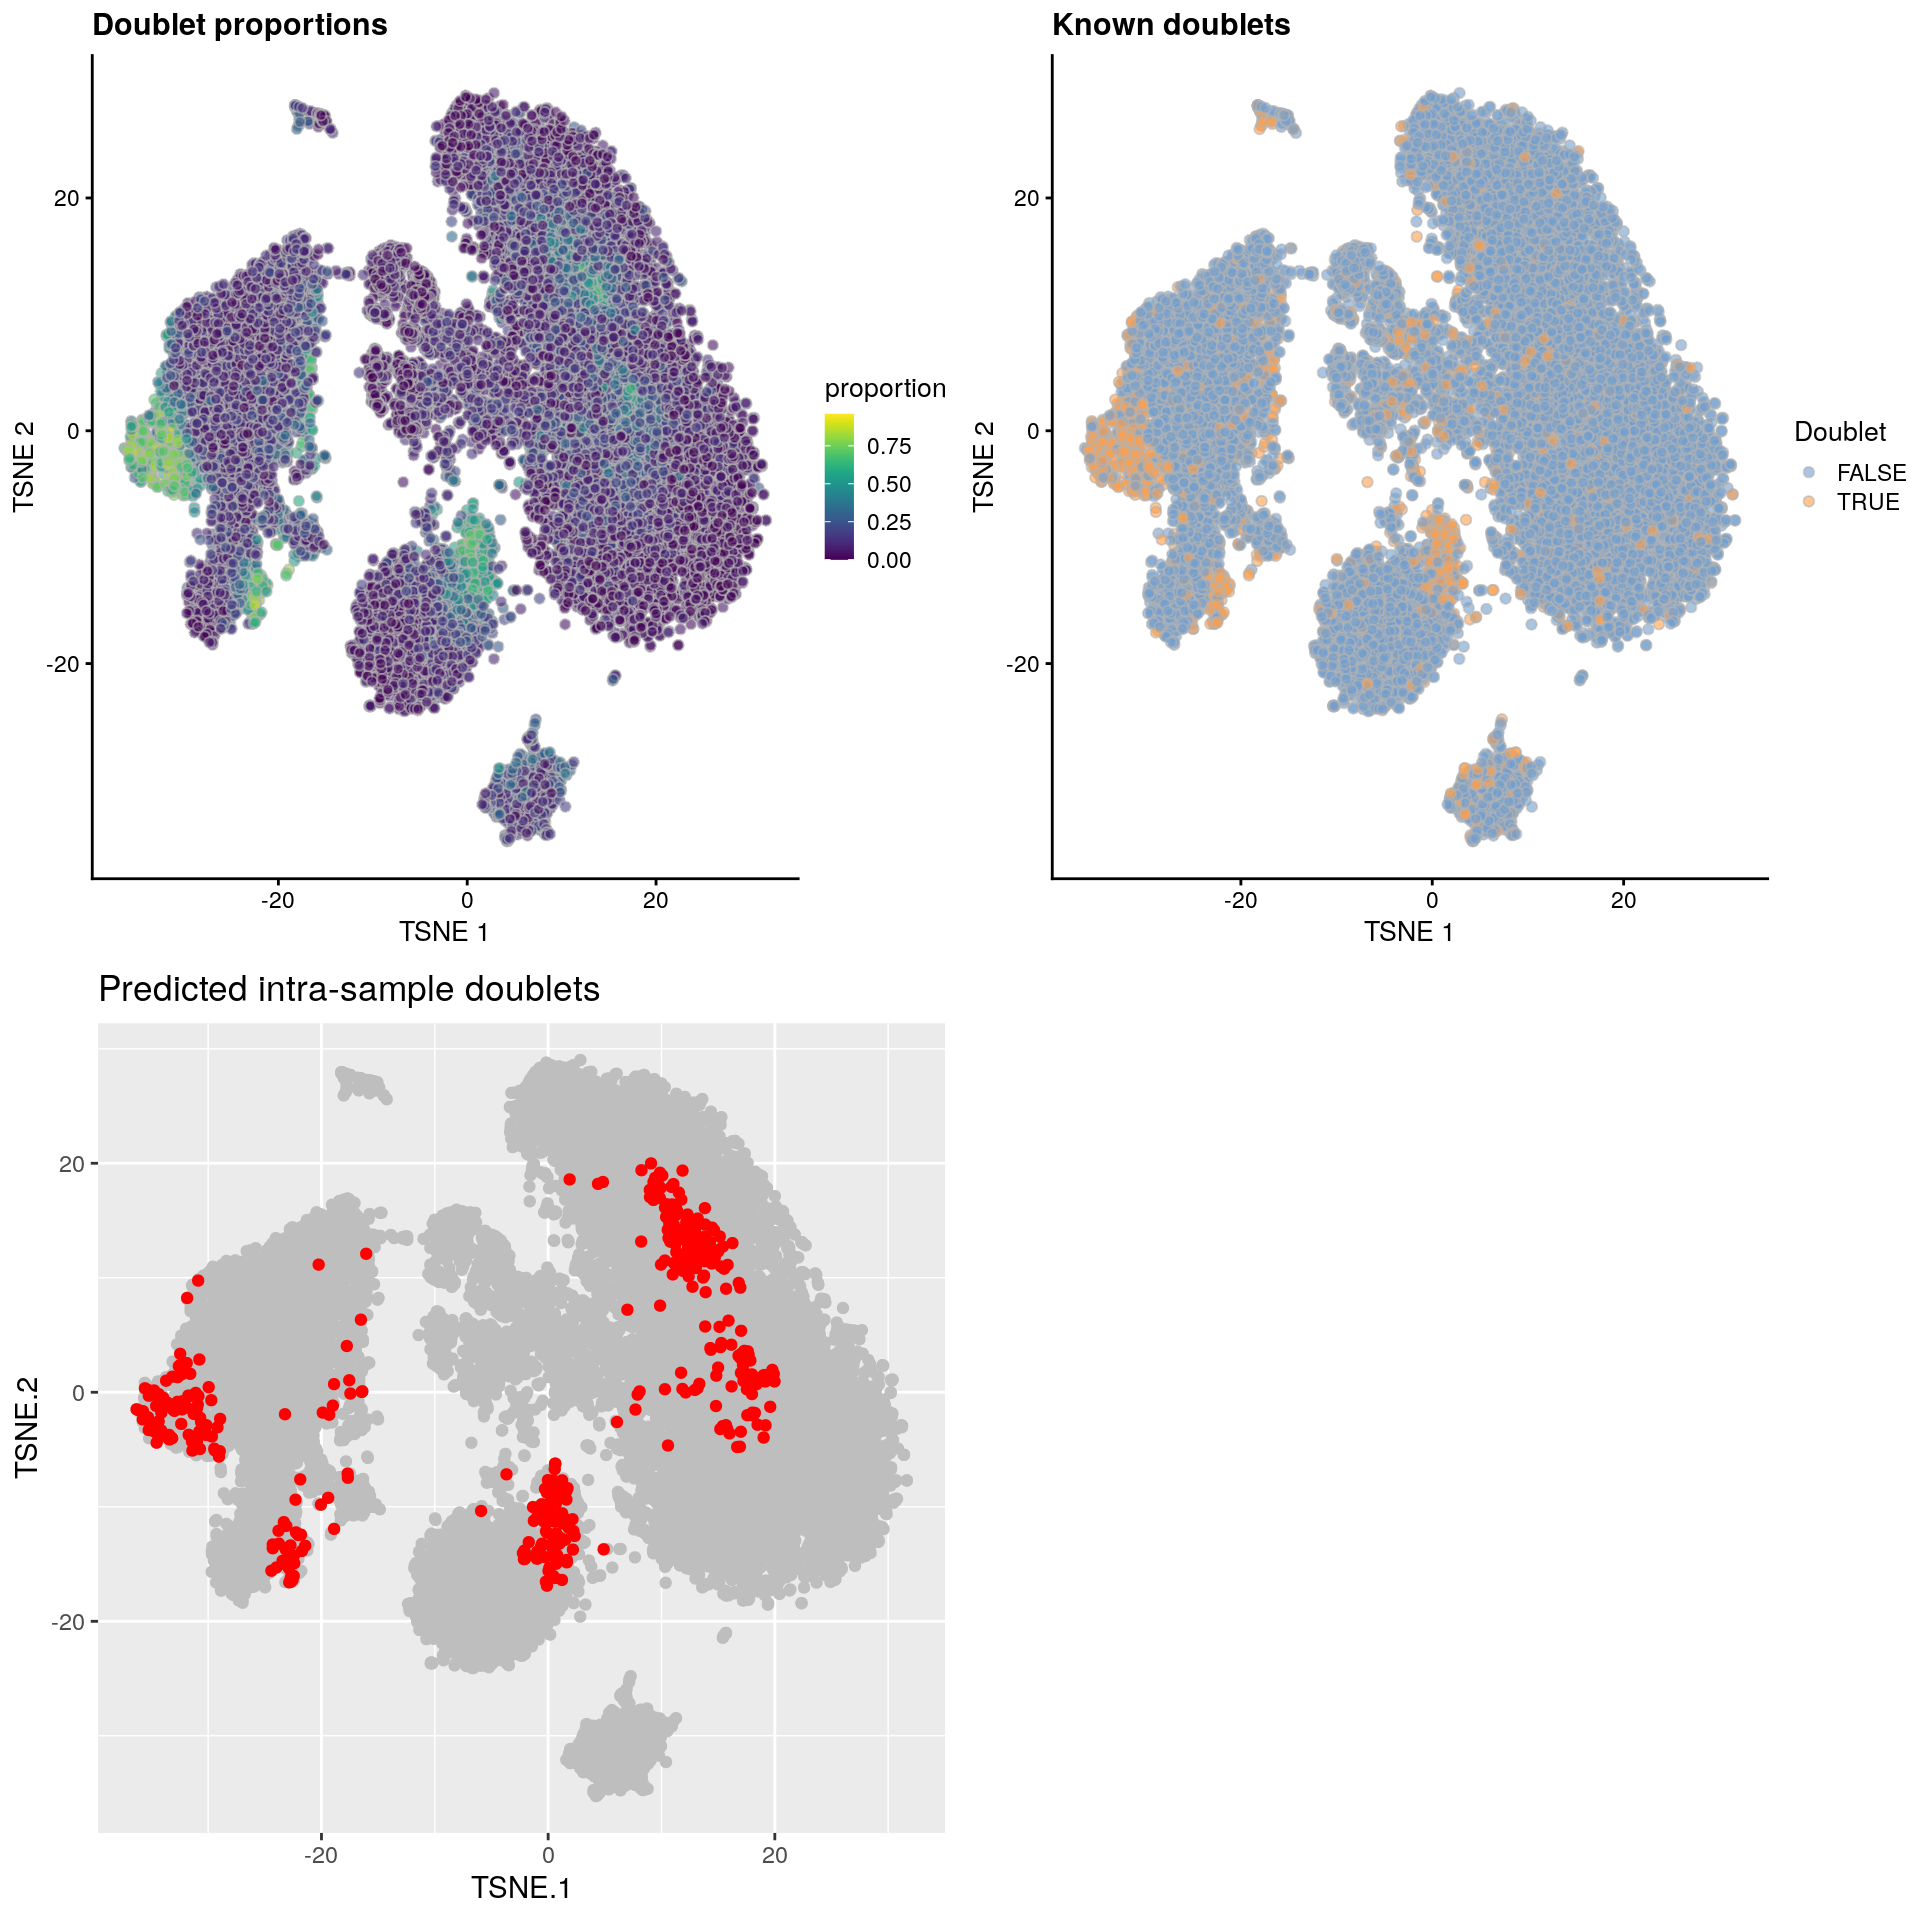 Doublet proportions
20
0
-20
TSNE 2
-20
0
20
TSNE 1
proportion
0.75
0.50
0.25
0.00
Known doublets
20
0
-20
TSNE 2
-20
0
20
TSNE 1
Doublet
FALSE
TRUE
Predicted intra-sample doublets
20
0
-20
TSNE.2
-20
0
20
TSNE.1